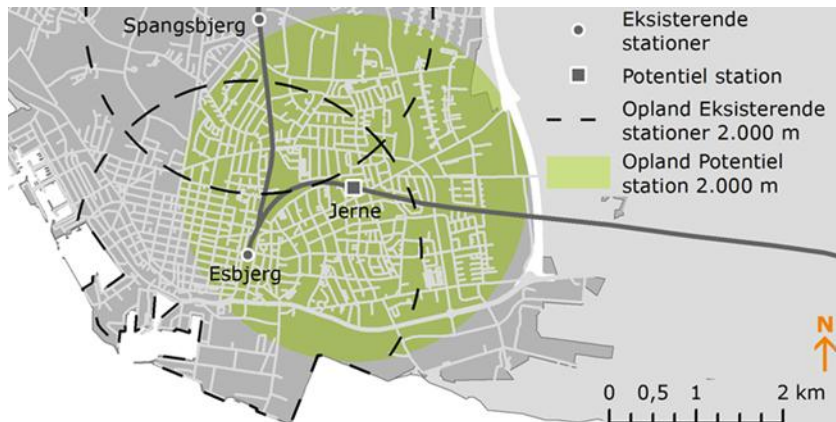 Spangsbjerg
Jerne
Esbjerg
Eksisterende
stationer
Potentiel station
Opland Eksisterende
stationer 2.000 m
Opland Potentiel
station 2.000 m
N
0 0,5 1 2 km